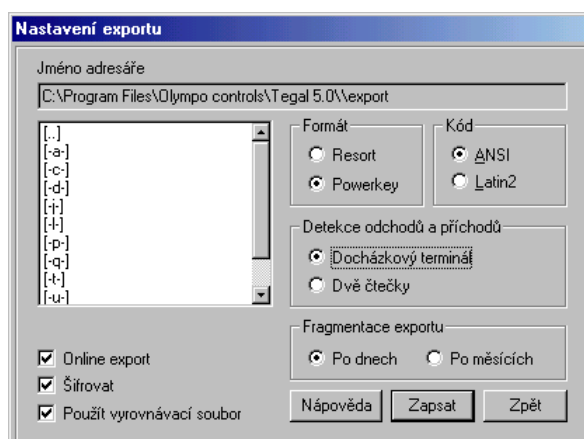 Nastavení exportu
Jméno adresáře
C:\Program Files\Olympo controls\Tegal 5.0\\export
[..]
[-a-]
[-c-]
[-d-]
[-j-]
[-l-]
[-p-]
[-q-]
[-t-]
[-u-]
Formát
Resort
Powerkey
Kód
ANSI
Latin2
Detekce odchodů a příchodů
Docházkový terminál
Dvě čtečky
Fragmentace exportu
Po dnech
Po měsících
Online export
Šifrovat
Použít vyrovnávací soubor
Nápověda
Zapsat
Zpět